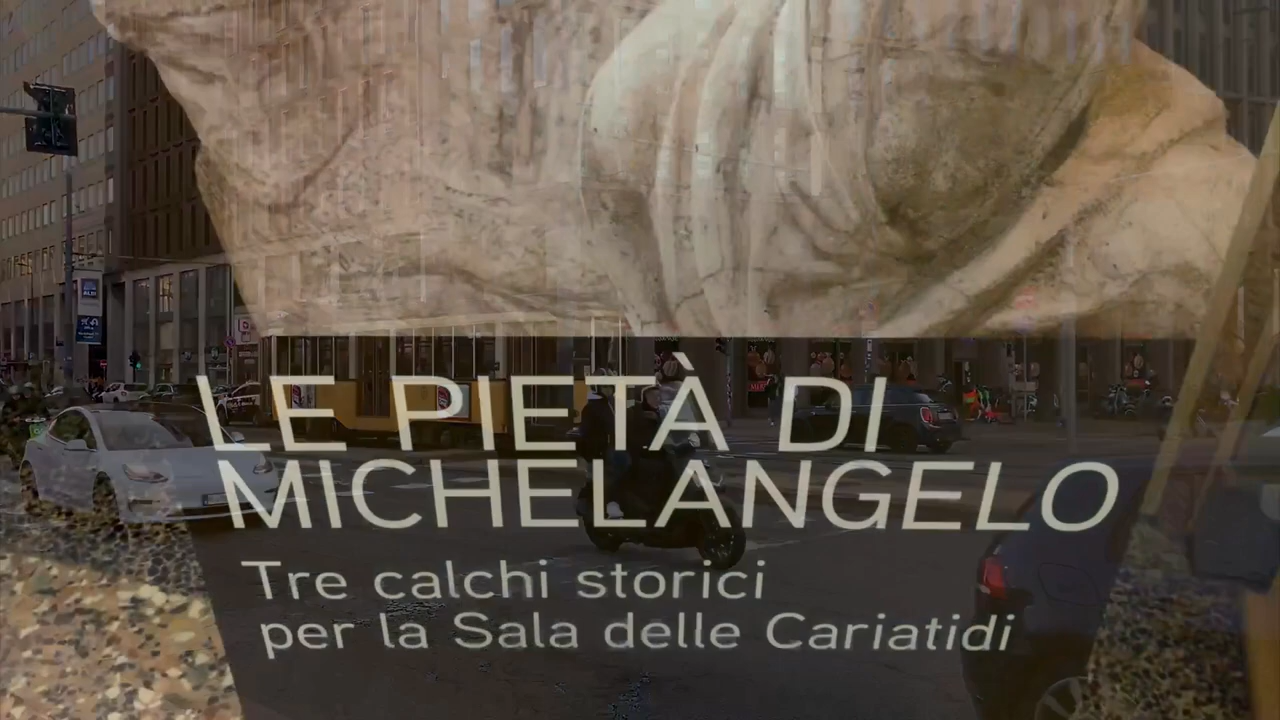 LE PIETÀ DI
MICHELANGELO
Tre calchi storici
per la Sala delle Cariatidi